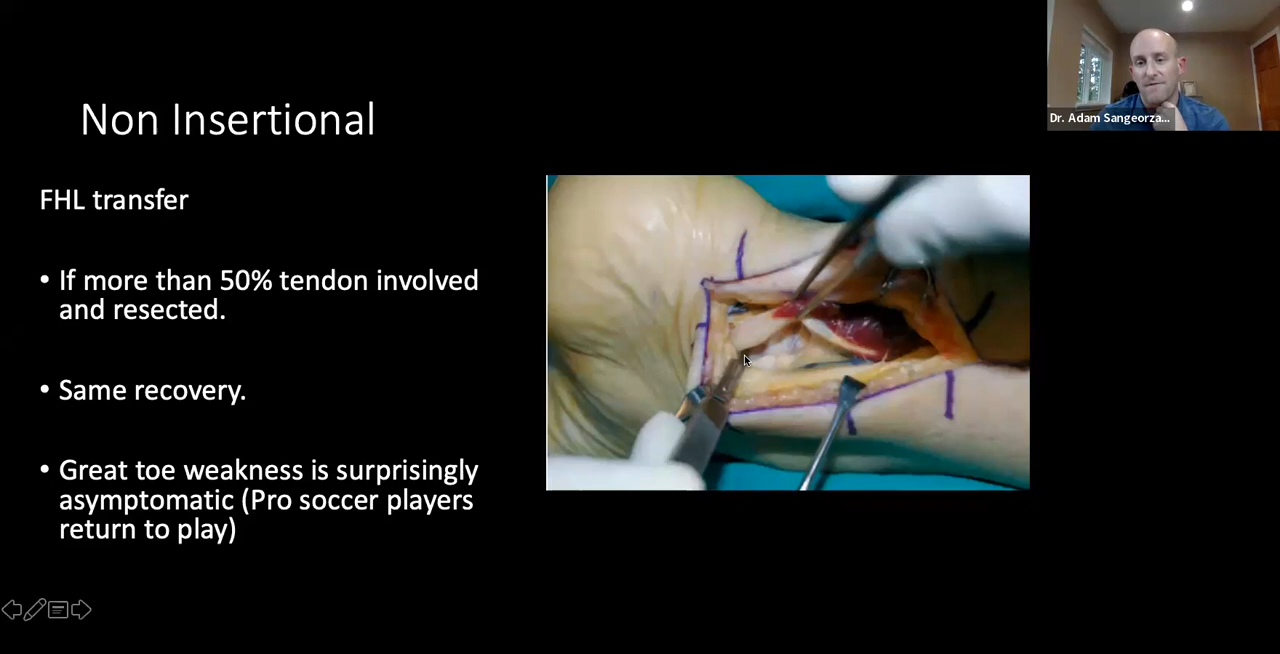 Non Insertional
Dr. Adam Sangeorza...
FHL transfer
• If more than 50% tendon involved
and resected.
• Same recovery.
• Great toe weakness is surprisingly
asymptomatic (Pro soccer players
return to play)